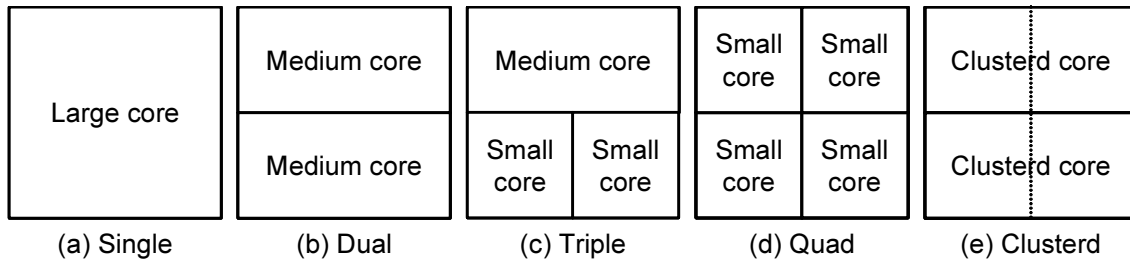 Large core
Medium core
Medium core
Medium core
Small
core
Small
core
Small
core
Small
core
Small
core
Small
core
Clusterd core
Clusterd core
(a) Single
(b) Dual
(c) Triple
(d) Quad
(e) Clusterd